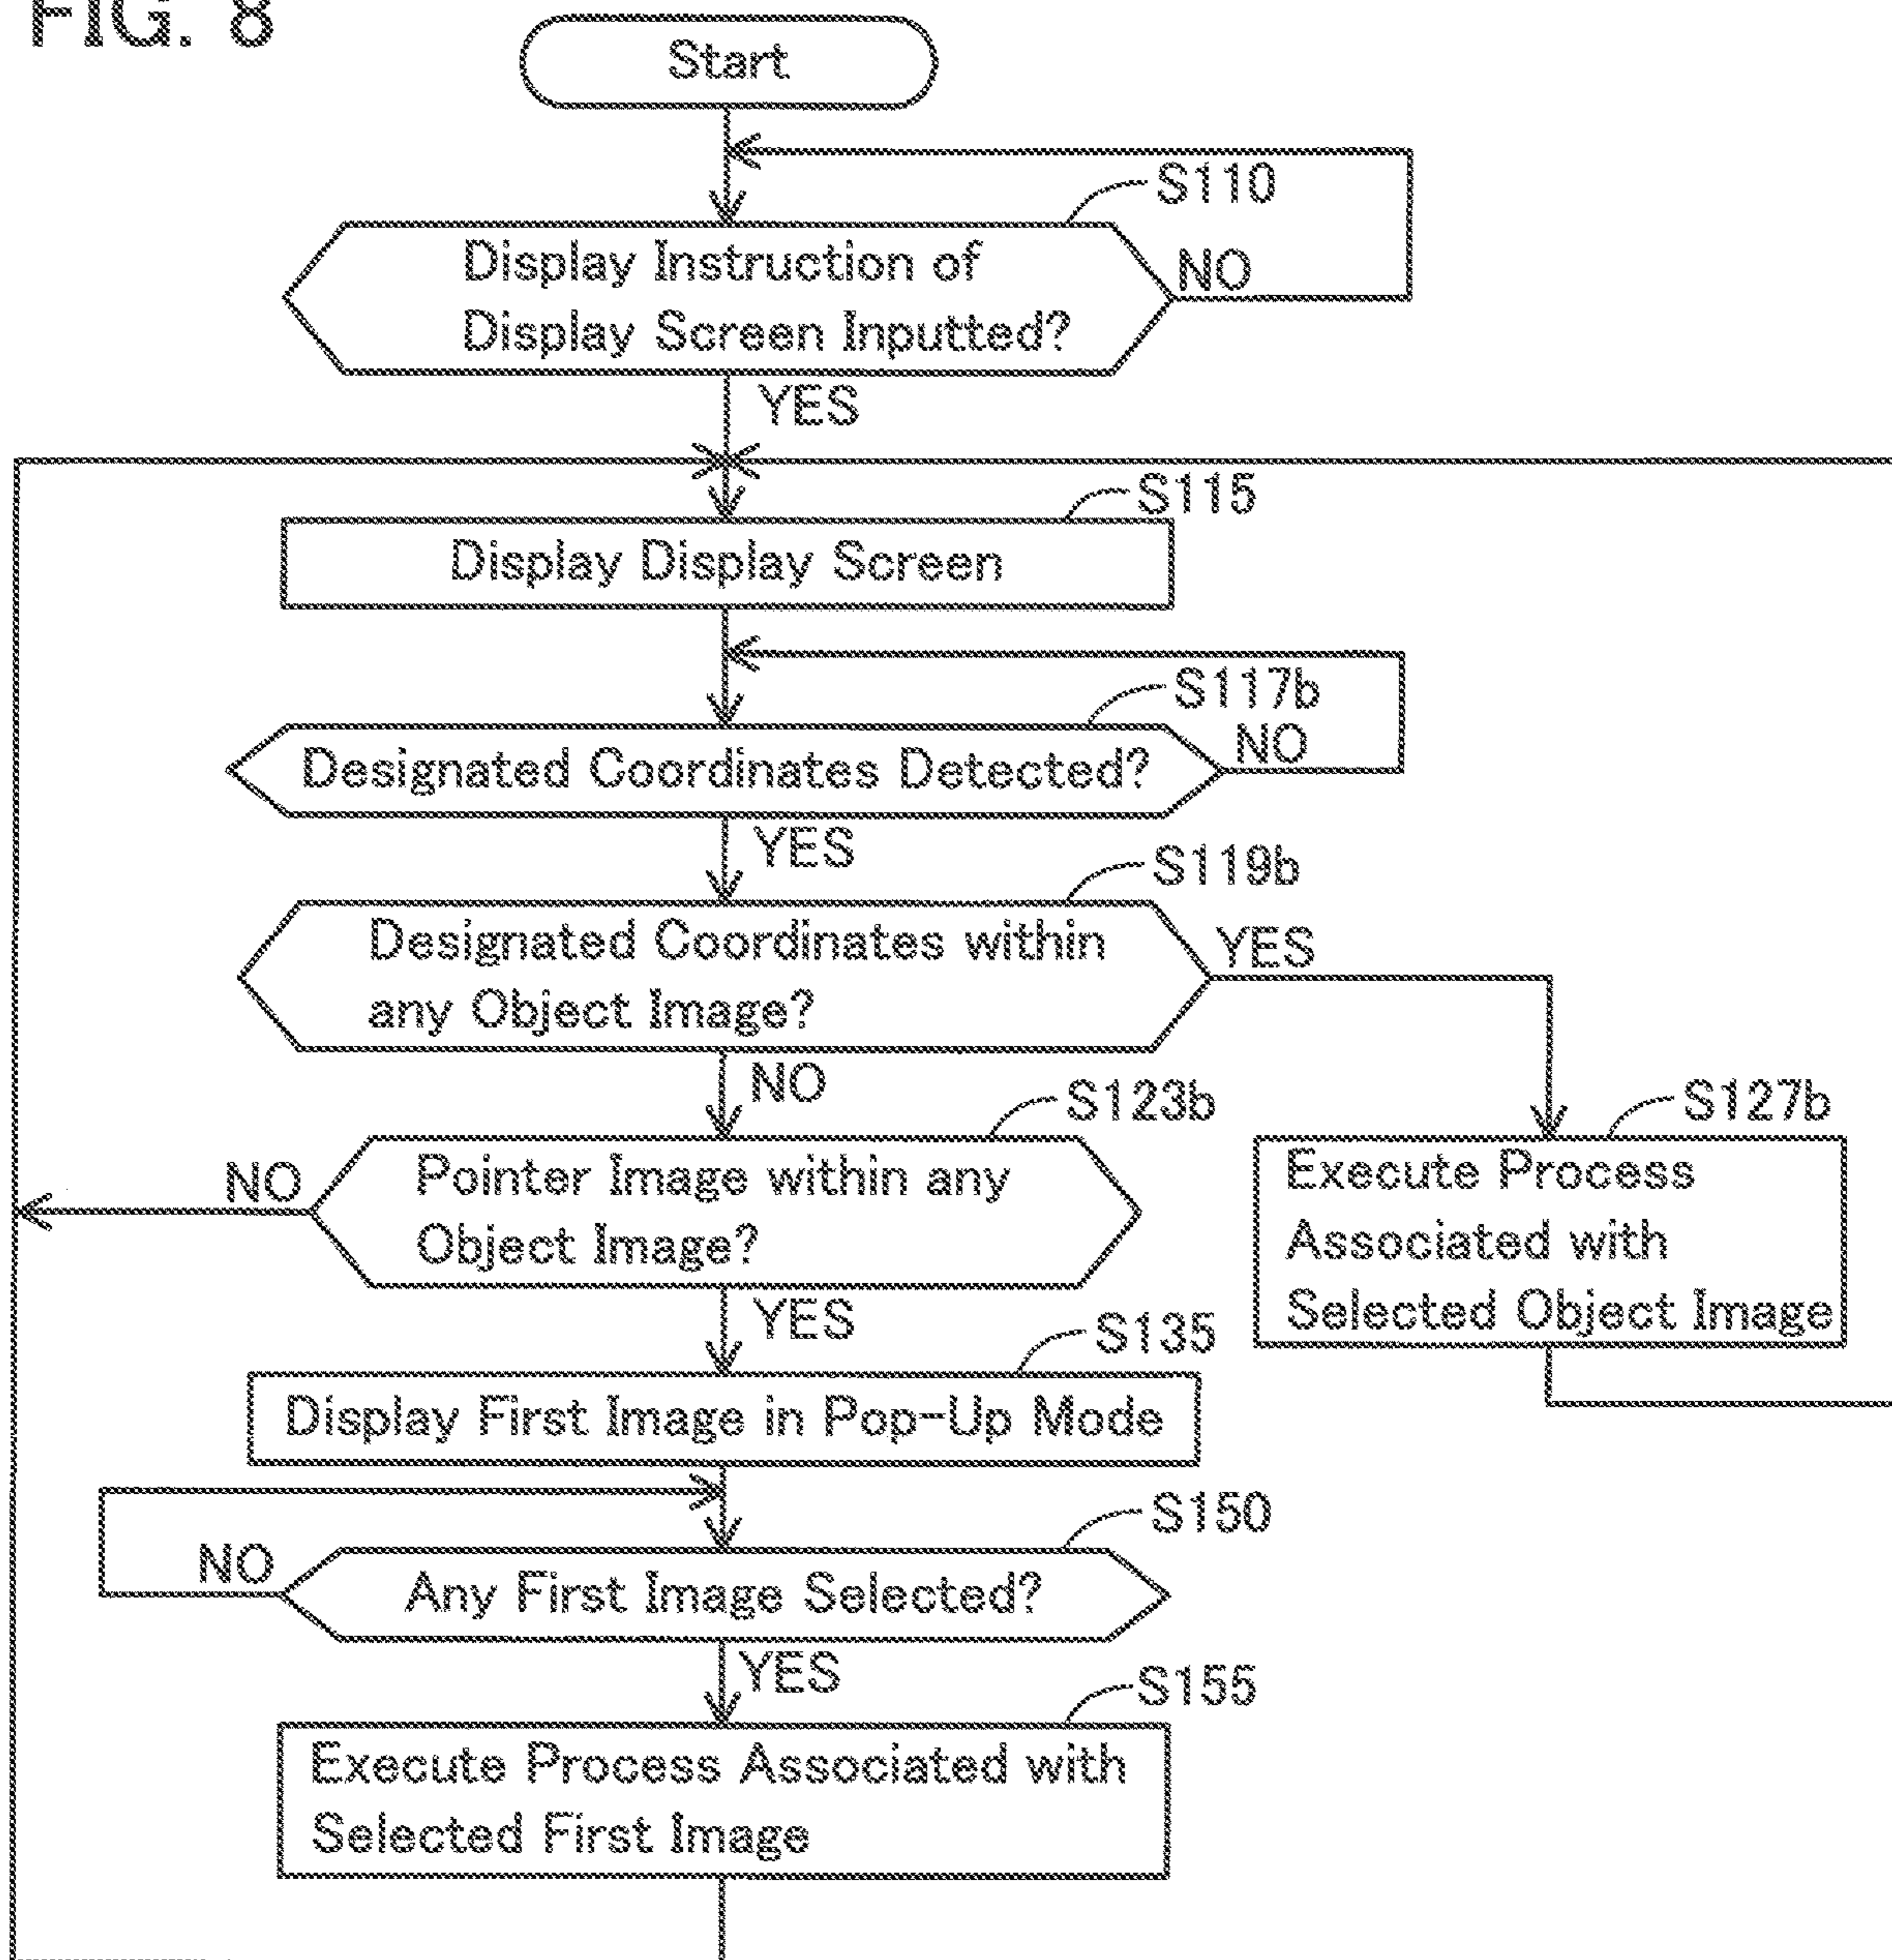 FIG. 8
Start
S110
Display Instruction of
Display Screen Inputted?
NO
YES
S115
Display Display Screen
S117b
Designated Coordinates Detected?
NO
YES
S119b
Designated Coordinates within
any Object Image?
YES
NO
S123b
Pointer Image within any
Object Image?
NO
YES
S127b
Execute Process
Associated with
Selected Object Image
S135
Display First Image in Pop-Up Mode
S150
Any First Image Selected?
NO
YES
S155
Execute Process Associated with
Selected First Image